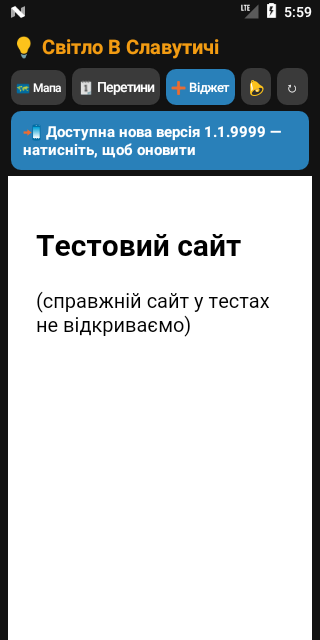 LTE 5:59
Світло В Славутичі
Мапа Перетини Віджет
Доступна нова версія 1.1.9999 —
натисніть, щоб оновити
Тестовий сайт
(справжній сайт у тестах
не відкриваємо)